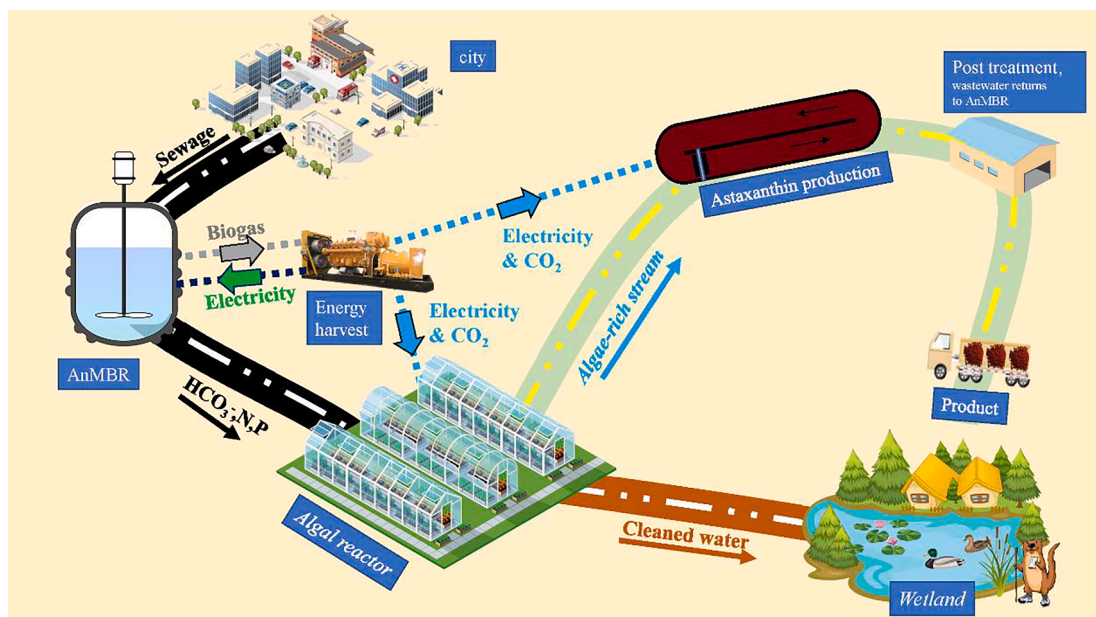 city
Post treatment,
wastewater returns
to AnMBR
Sewage
Astaxanthin production
Biogas
Electricity
Electricity
& CO₂
Energy
harvest
Electricity
& CO₂
Algae-rich stream
AnMBR
HCO₃⁻,N,P
Product
Algal reactor
Cleaned water
Wetland